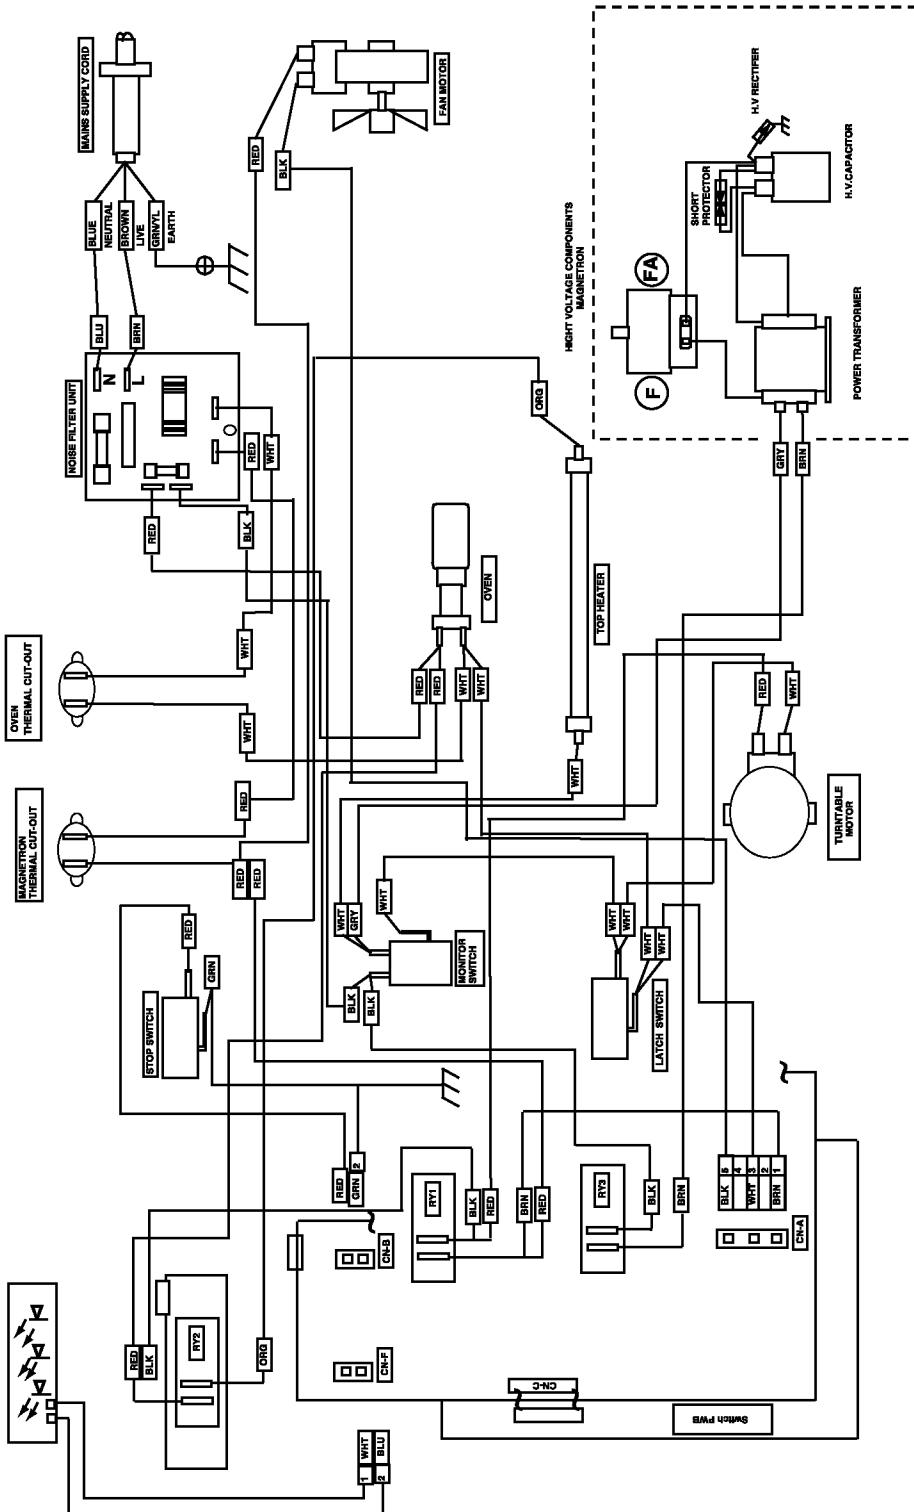 MAINS SUPPLY CORD
BLUE
NEUTRAL
BROWN
LIVE
GRN/YL
EARTH
BLU
BRN
NOISE FILTER UNIT
N
L
RED
WHT
RED
BLK
RED
BLK
FAN MOTOR
HIGHT VOLTAGE COMPONENTS
MAGNETRON
H.V RECTIFER
SHORT
PROTECTOR
H.V.CAPACITOR
FA
F
POWER TRANSFORMER
GRY
BRN
ORG
TOP HEATER
WHT
OVEN
RED
RED
WHT
WHT
OVEN
THERMAL CUT-OUT
WHT
WHT
MAGNETRON
THERMAL CUT-OUT
RED
RED
RED
RED
WHT
TURNTABLE
MOTOR
STOP SWITCH
RED
GRN
WHT
GRY
WHT
BLK
BLK
MONITOR
SWITCH
WHT
WHT
WHT
WHT
LATCH SWITCH
RED
GRN 2
CN-B
RY1
BLK
RED
BRN
RED
RY3
BLK
BRN
BLK 5
4
WHT 3
2
BRN 1
CN-A
RED
BLK
RY2
ORG
CN-F
CN-C
Switch PWB
1 WHT
2 BLU